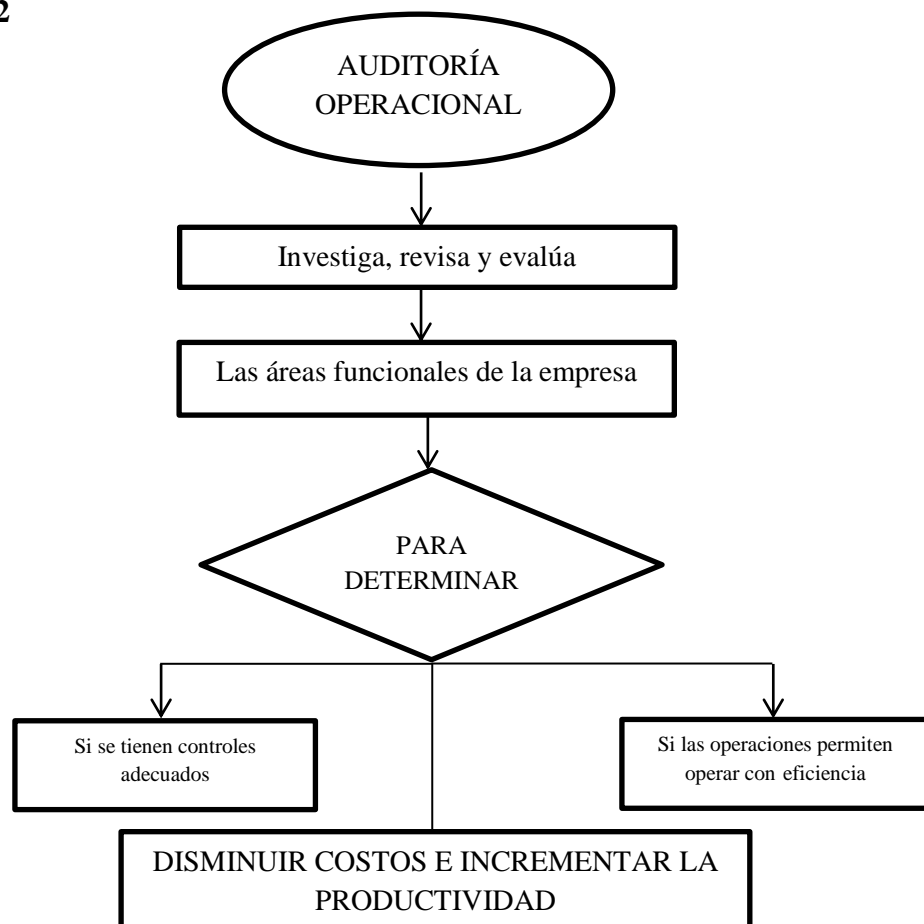 2
AUDITORÍA
OPERACIONAL
Investiga, revisa y evalúa
Las áreas funcionales de la empresa
PARA
DETERMINAR
Si se tienen controles
adecuados
Si las operaciones permiten
operar con eficiencia
DISMINUIR COSTOS E INCREMENTAR LA
PRODUCTIVIDAD